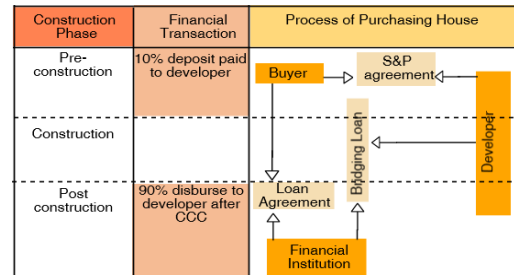 Construction
Phase
Financial
Transaction
Process of Purchasing House
Pre-
construction
10% deposit paid
to developer
Buyer
S&P
agreement
Construction
Bridging Loan
Developer
Post
construction
90% disburse to
developer after
CCC
Loan
Agreement
Financial
Institution